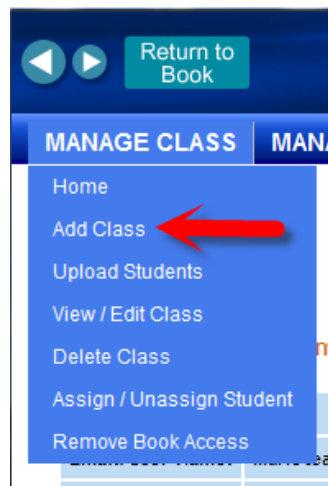 Return to
Book
MANAGE CLASS
Home
Add Class
Upload Students
View / Edit Class
Delete Class
Assign / Unassign Student
Remove Book Access